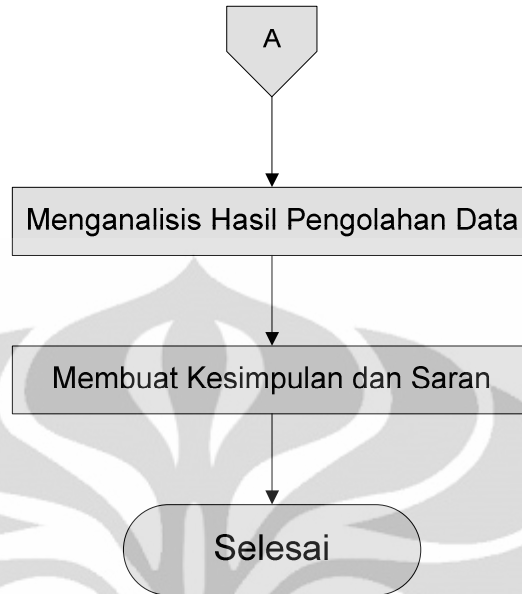 A
Menganalisis Hasil Pengolahan Data
Membuat Kesimpulan dan Saran
Selesai